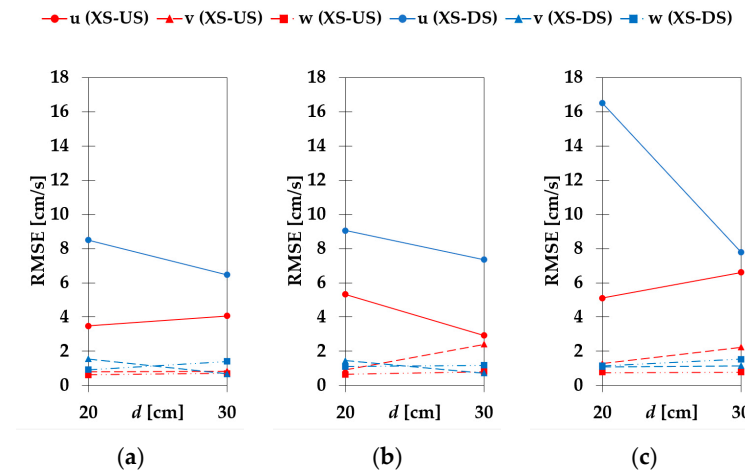 u (XS-US) v (XS-US) w (XS-US) u (XS-DS) v (XS-DS) w (XS-DS)
18 18 18
16 16 16
14 14 14
12 12 12
10 10 10
8 8 8
6 6 6
4 4 4
2 2 2
0 0 0
RMSE [cm/s] RMSE [cm/s] RMSE [cm/s]
20 d [cm] 30 20 d [cm] 30 20 d [cm] 30
(a) (b) (c)